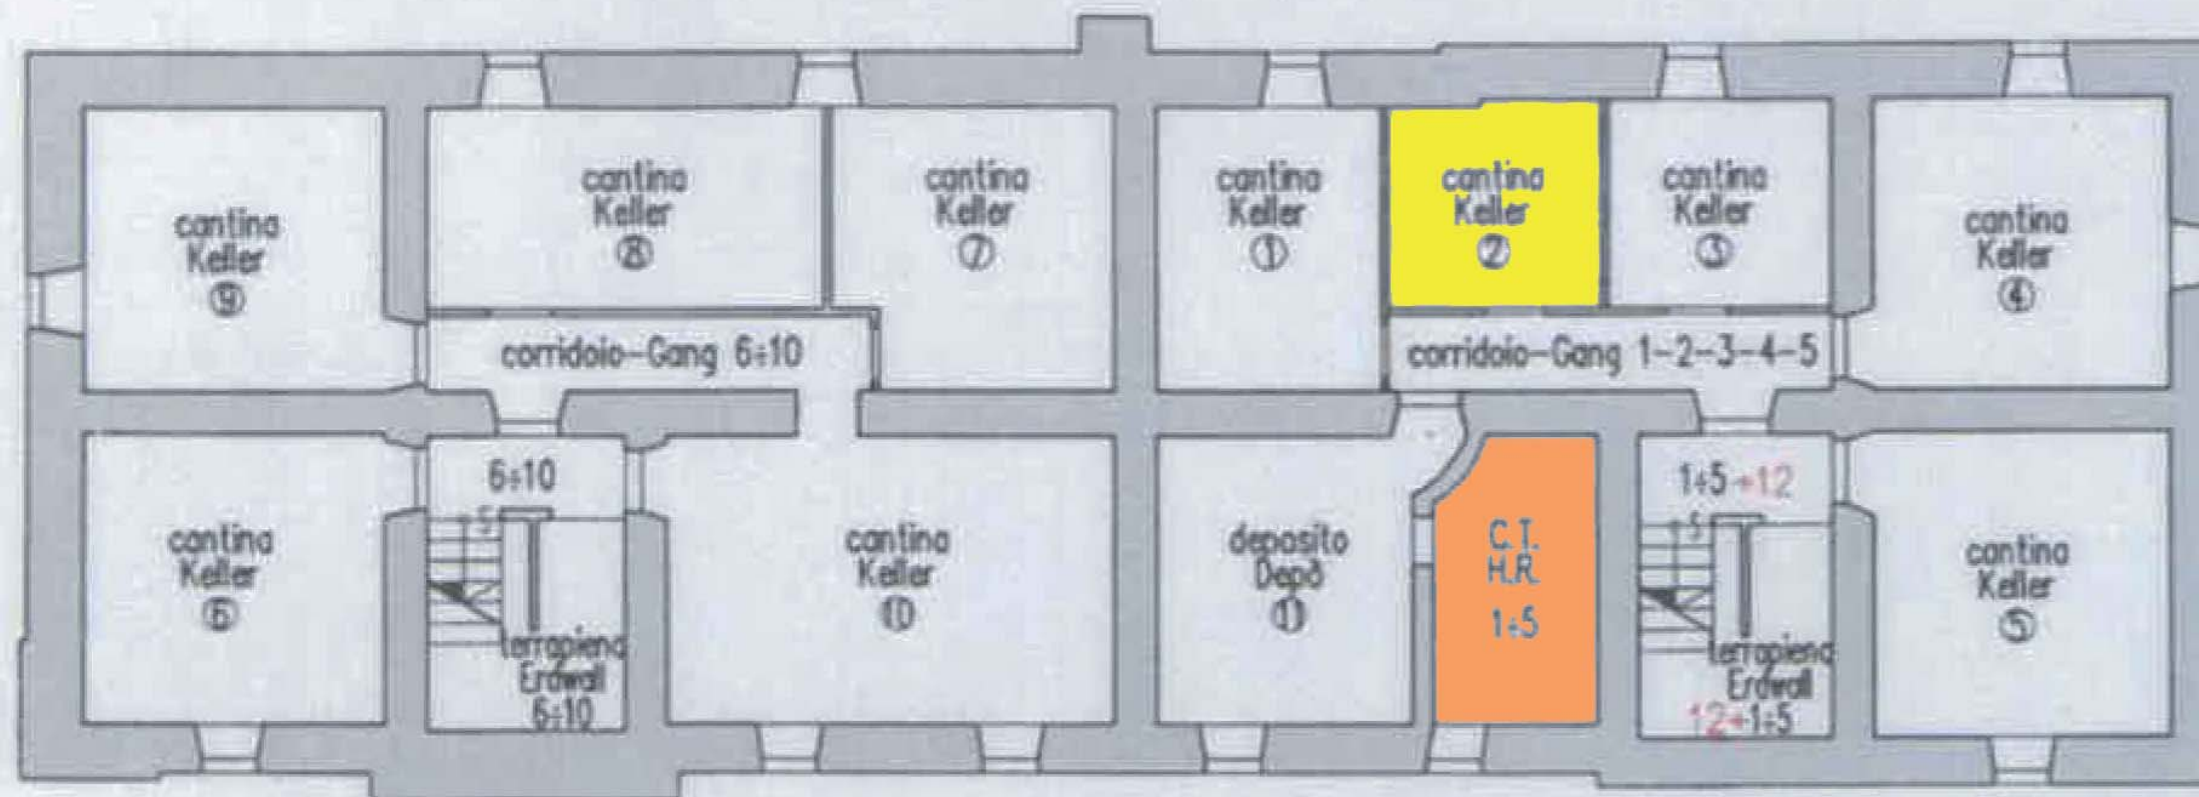 cantina
Keller
⑨
cantina
Keller
⑧
cantina
Keller
⑦
cantina
Keller
①
cantina
Keller
②
cantina
Keller
③
cantina
Keller
④
corridoio-Gang 6÷10
corridoio-Gang 1-2-3-4-5
cantina
Keller
⑥
6÷10
5
terrapieno
Erdwall
6÷10
cantina
Keller
⑩
deposito
Depò
⑪
C.T.
H.R.
1÷5
1÷5 +12
5
terrapieno
Erdwall
12+1÷5
cantina
Keller
⑤